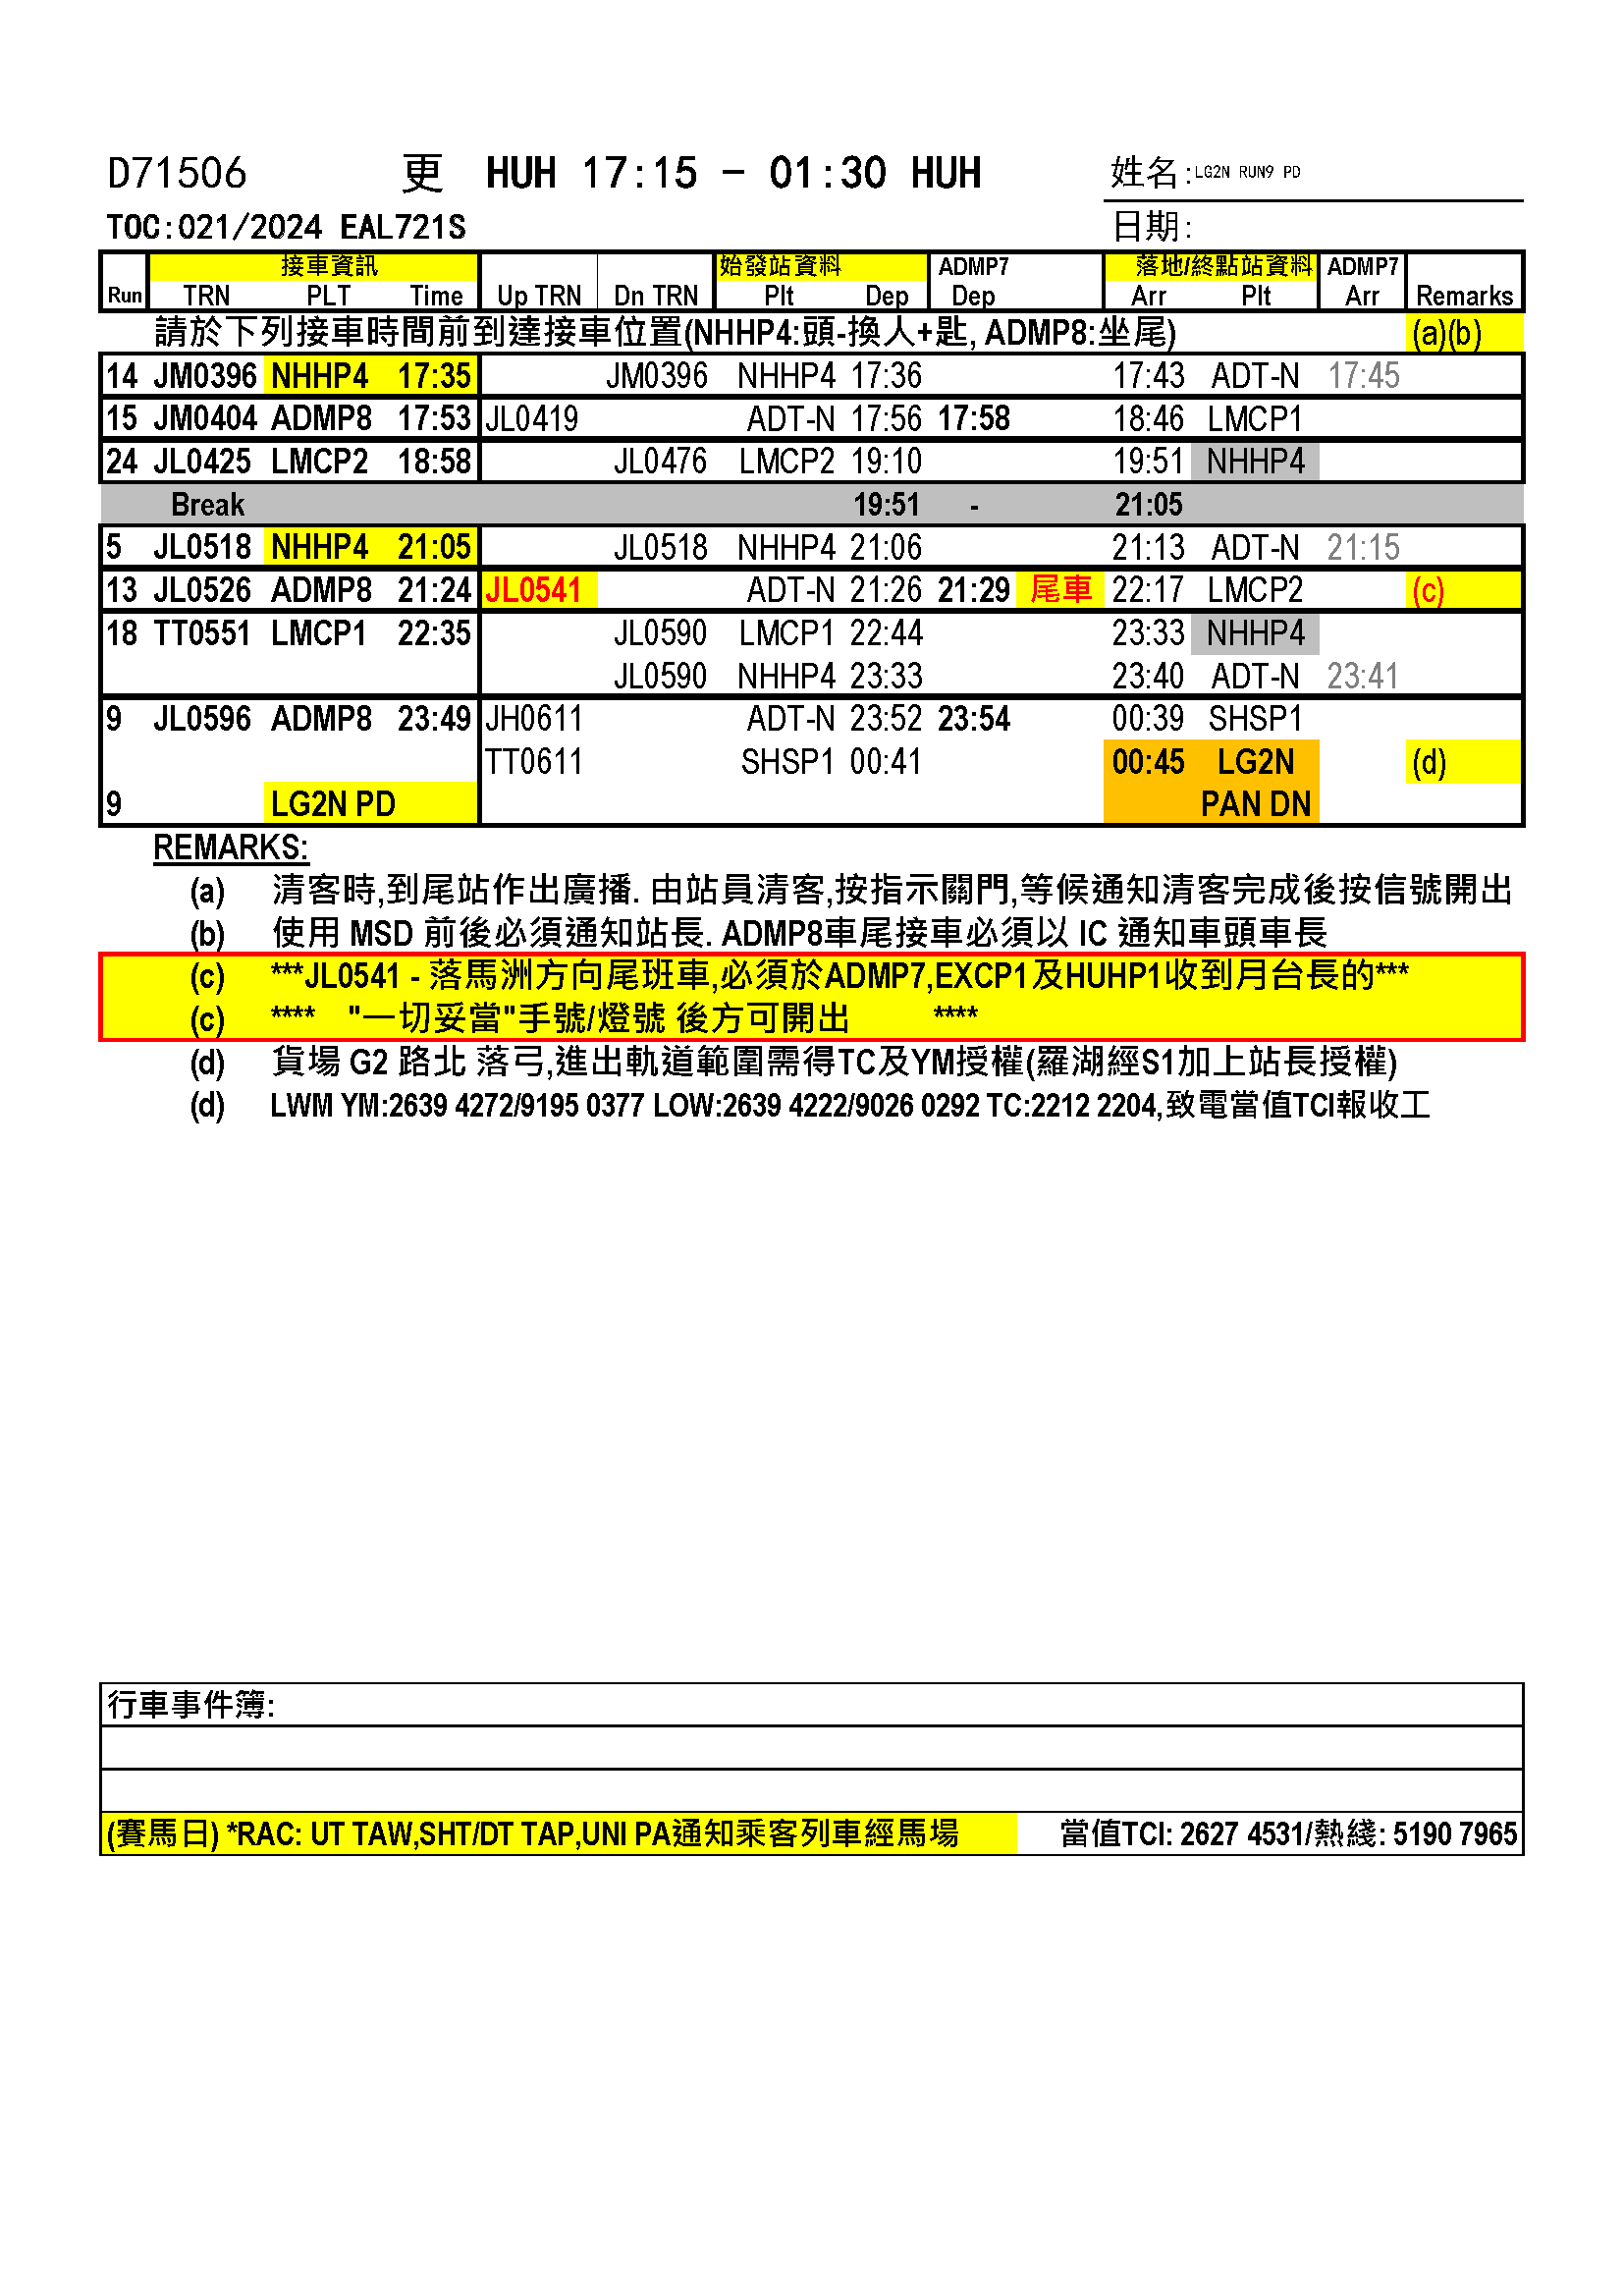 D71506 更 HUH 17:15 - 01:30 HUH 姓名:LG2N RUN9 PD
TOC:021/2024 EAL721S 日期:
接車資訊 始發站資料 ADMP7 落地/終點站資料 ADMP7
Run TRN PLT Time Up TRN Dn TRN Plt Dep Dep Arr Plt Arr Remarks
請於下列接車時間前到達接車位置(NHHP4:頭-換人+匙, ADMP8:坐尾) (a)(b)
14 JM0396 NHHP4 17:35 JM0396 NHHP4 17:36 17:43 ADT-N 17:45
15 JM0404 ADMP8 17:53 JL0419 ADT-N 17:56 17:58 18:46 LMCP1
24 JL0425 LMCP2 18:58 JL0476 LMCP2 19:10 19:51 NHHP4
Break 19:51 - 21:05
5 JL0518 NHHP4 21:05 JL0518 NHHP4 21:06 21:13 ADT-N 21:15
13 JL0526 ADMP8 21:24 JL0541 ADT-N 21:26 21:29 尾車 22:17 LMCP2 (c)
18 TT0551 LMCP1 22:35 JL0590 LMCP1 22:44 23:33 NHHP4
JL0590 NHHP4 23:33 23:40 ADT-N 23:41
9 JL0596 ADMP8 23:49 JH0611 ADT-N 23:52 23:54 00:39 SHSP1
TT0611 SHSP1 00:41 00:45 LG2N (d)
9 LG2N PD PAN DN
REMARKS:
(a) 清客時,到尾站作出廣播. 由站員清客,按指示關門,等候通知清客完成後按信號開出
(b) 使用 MSD 前後必須通知站長. ADMP8車尾接車必須以 IC 通知車頭車長
(c) ***JL0541 - 落馬洲方向尾班車,必須於ADMP7,EXCP1及HUHP1收到月台長的***
(c) **** "一切妥當"手號/燈號 後方可開出 ****
(d) 貨場 G2 路北 落弓,進出軌道範圍需得TC及YM授權(羅湖經S1加上站長授權)
(d) LWM YM:2639 4272/9195 0377 LOW:2639 4222/9026 0292 TC:2212 2204,致電當值TCI報收工
行車事件簿:
(賽馬日) *RAC: UT TAW,SHT/DT TAP,UNI PA通知乘客列車經馬場 當值TCI: 2627 4531/熱綫: 5190 7965